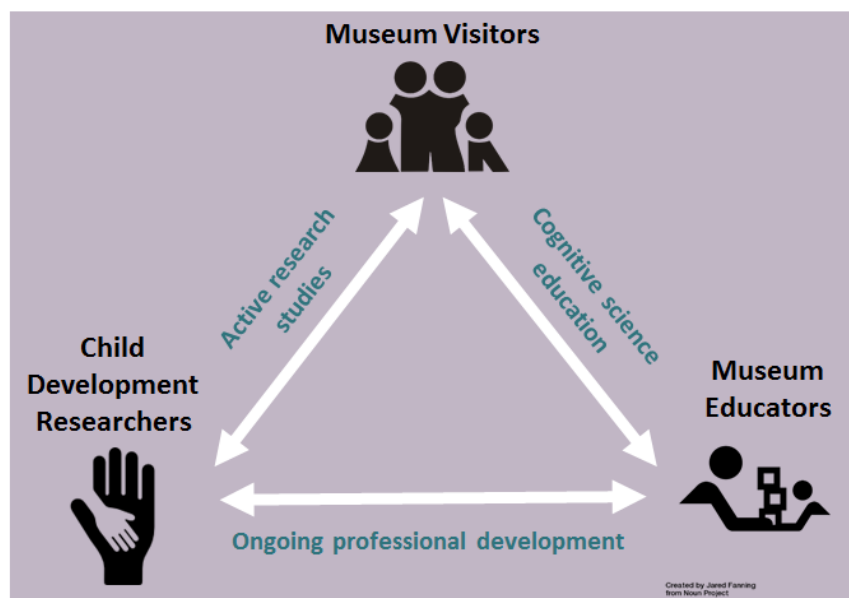 Museum Visitors
Active research
studies
Cognitive science
education
Child
Development
Researchers
Museum
Educators
Ongoing professional development
Created by Jared Fanning
from Noun Project